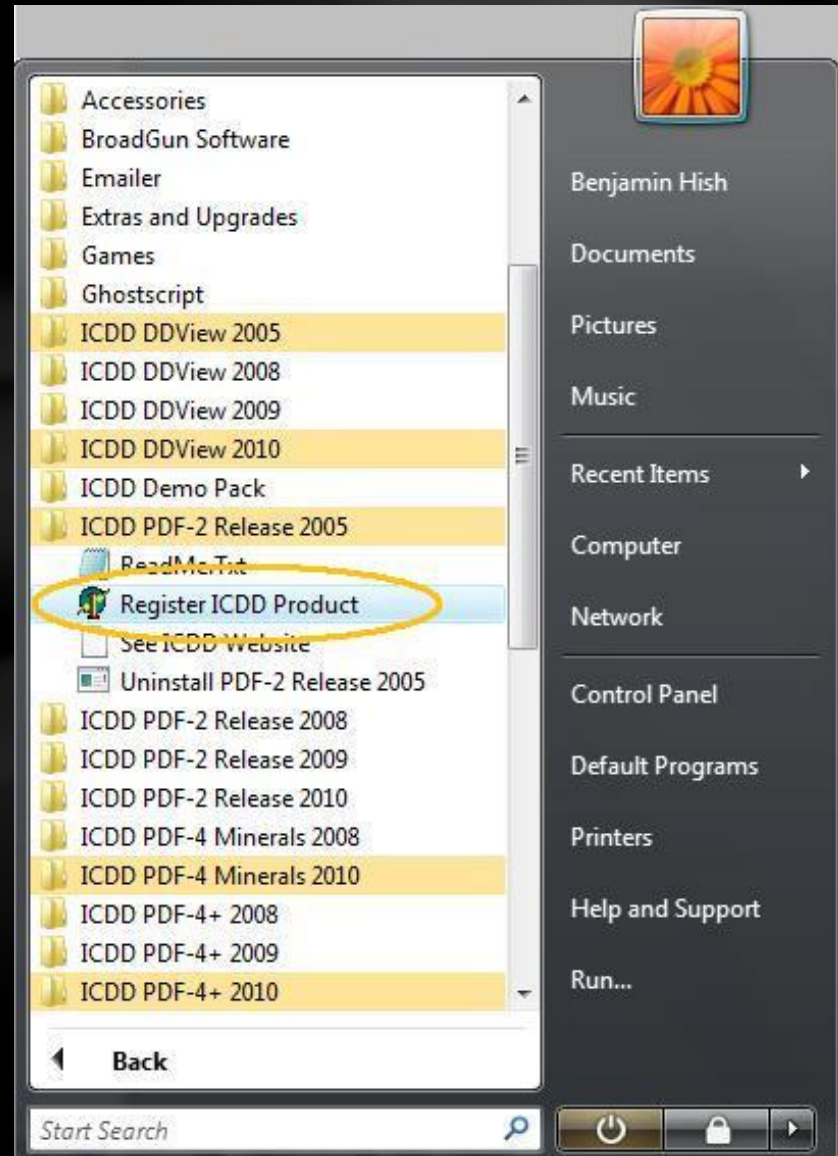 Accessories
BroadGun Software
Emailer
Extras and Upgrades
Games
Ghostscript
ICDD DDView 2005
ICDD DDView 2008
ICDD DDView 2009
ICDD DDView 2010
ICDD Demo Pack
ICDD PDF-2 Release 2005
ReadMe.Txt
Register ICDD Product
See ICDD Website
Uninstall PDF-2 Release 2005
ICDD PDF-2 Release 2008
ICDD PDF-2 Release 2009
ICDD PDF-2 Release 2010
ICDD PDF-4 Minerals 2008
ICDD PDF-4 Minerals 2010
ICDD PDF-4+ 2008
ICDD PDF-4+ 2009
ICDD PDF-4+ 2010
Back
Start Search
Benjamin Hish
Documents
Pictures
Music
Recent Items
Computer
Network
Control Panel
Default Programs
Printers
Help and Support
Run...